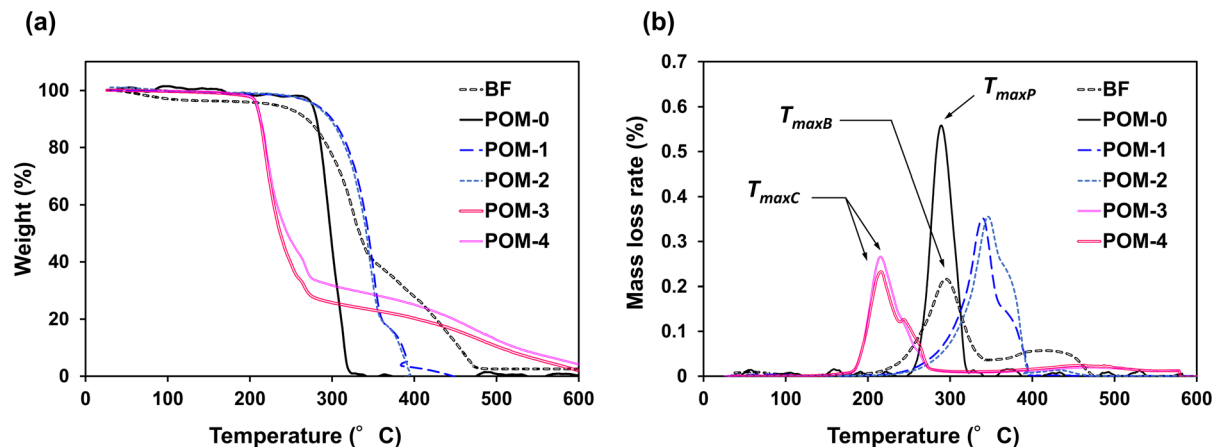 (a)
100
80
60
40
20
0
Weight (%)
0 100 200 300 400 500 600
Temperature (° C)
BF
POM-0
POM-1
POM-2
POM-3
POM-4
(b)
0.7
0.6
0.5
0.4
0.3
0.2
0.1
0
Mass loss rate (%)
0 100 200 300 400 500 600
Temperature (° C)
TmaxP
TmaxB
TmaxC
BF
POM-0
POM-1
POM-2
POM-3
POM-4